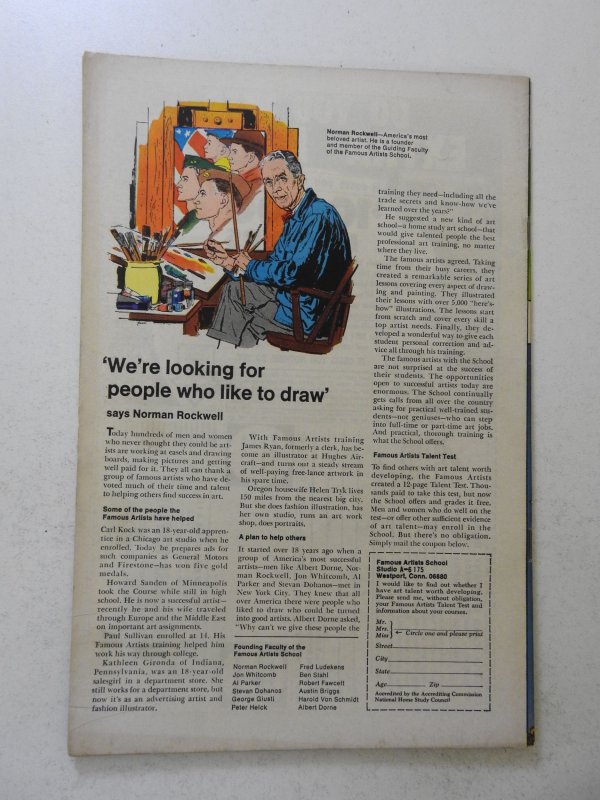 Norman Rockwell—America's most
beloved artist. He is a founder
and member of the Guiding Faculty
of the Famous Artists School.
'We're looking for
people who like to draw'
says Norman Rockwell
Today hundreds of men and women
who never thought they could be art-
ists are working at easels and drawing
boards, making pictures and getting
well paid for it. They all can thank a
group of famous artists who have de-
voted much of their time and talent
to helping others find success in art.
Some of the people the
Famous Artists have helped
Carl Kock was an 18-year-old appren-
tice in a Chicago art studio when he
enrolled. Today he prepares ads for
such companies as General Motors
and Firestone—has won five gold
medals.
Howard Sanden of Minneapolis
took the Course while still in high
school. He is now a successful artist—
recently he and his wife traveled
through Europe and the Middle East
on important art assignments.
Paul Sullivan enrolled at 14. His
Famous Artists training helped him
work his way through college.
Kathleen Gironda of Indiana,
Pennsylvania, was an 18-year-old
salesgirl in a department store. She
still works for a department store, but
now it's as an advertising artist and
fashion illustrator.
With Famous Artists training
James Ryan, formerly a clerk, has be-
come an illustrator at Hughes Air-
craft—and turns out a steady stream
of well-paying free-lance artwork in
his spare time.
Oregon housewife Helen Tryk lives
150 miles from the nearest big city.
But she does fashion illustration, has
her own studio, runs an art work
shop, does portraits.
A plan to help others
It started over 18 years ago when a
group of America's most successful
artists—men like Albert Dorne, Nor-
man Rockwell, Jon Whitcomb, Al
Parker and Stevan Dohanos—met in
New York City. They knew that all
over America there were people who
liked to draw who could be turned
into good artists. Albert Dorne asked,
"Why can't we give these people the
Founding Faculty of the
Famous Artists School
Norman Rockwell
Jon Whitcomb
Al Parker
Stevan Dohanos
George Giusti
Peter Helck
Fred Ludekens
Ben Stahl
Robert Fawcett
Austin Briggs
Harold Von Schmidt
Albert Dorne
training they need—including all the
trade secrets and know-how we've
learned over the years?"
He suggested a new kind of art
school—a home study art school—that
would give talented people the best
professional art training, no matter
where they live.
The famous artists agreed. Taking
time from their busy careers, they
created a remarkable series of art
lessons covering every aspect of draw-
ing and painting. They illustrated
their lessons with over 5,000 "here's-
how" illustrations. The lessons start
from scratch and cover every skill a
top artist needs. Finally, they de-
veloped a wonderful way to give each
student personal correction and ad-
vice all through his training.
The famous artists with the School
are not surprised at the success of
their students. The opportunities
open to successful artists today are
enormous. The School continually
gets calls from all over the country
asking for practical well-trained stu-
dents—not geniuses—who can step
into full-time or part-time art jobs.
And practical, thorough training is
what the School offers.
Famous Artists Talent Test
To find others with art talent worth
developing, the Famous Artists
created a 12-page Talent Test. Thou-
sands paid to take this test, but now
the School offers and grades it free.
Men and women who do well on the
test—or offer other sufficient evidence
of art talent—may enroll in the
School. But there's no obligation.
Simply mail the coupon below.
Famous Artists School
Studio A-6175
Westport, Conn. 06880
I would like to find out whether I
have art talent worth developing.
Please send me, without obligation,
your Famous Artists Talent Test and
information about your courses.
Mr.
Mrs.
Miss
← Circle one and please print
Street
City
State
Age Zip
Accredited by the Accrediting Commission
National Home Study Council